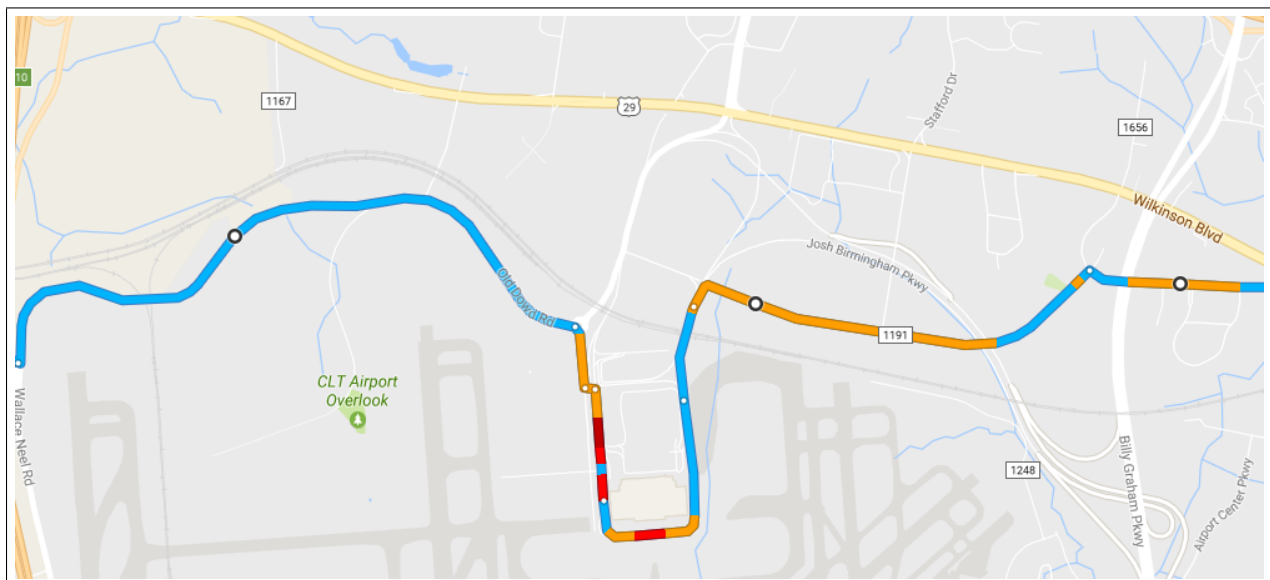 10
1167
29
Stafford Dr
1656
Wilkinson Blvd
Josh Birmingham Pkwy
Old Dowd Rd
1191
CLT Airport
Overlook
Wallace Neel Rd
1248
Billy Graham Pkwy
Airport Center Pkwy